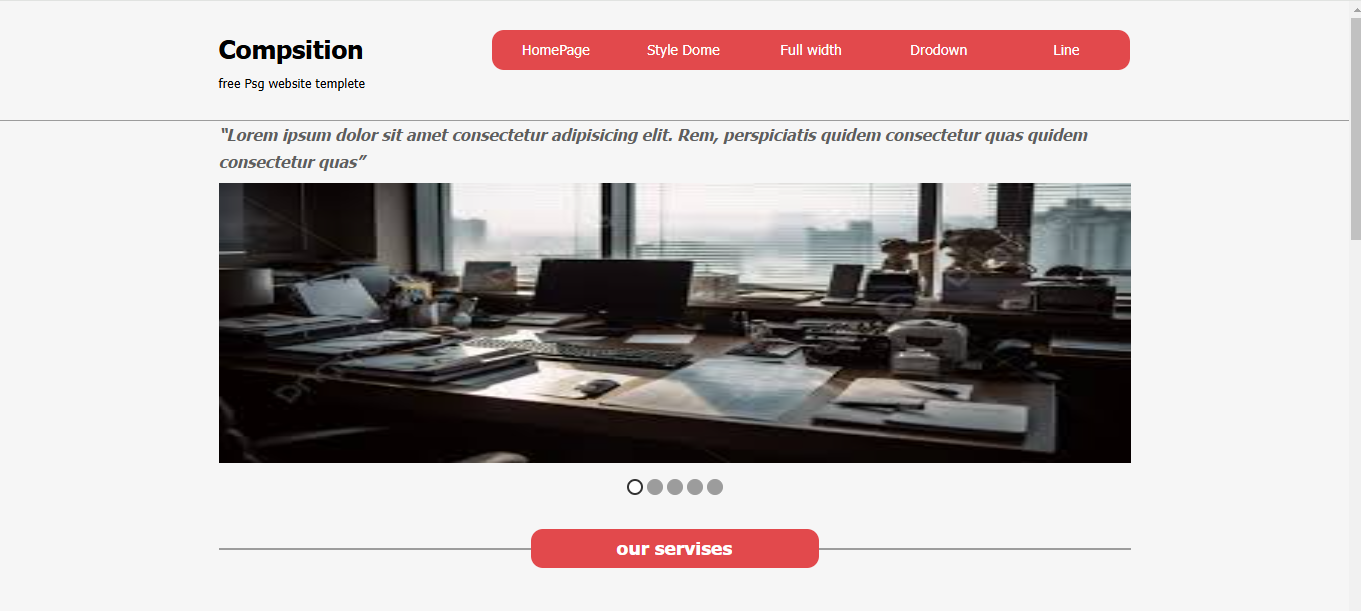 Compsition
HomePage Style Dome Full width Drodown Line
free Psg website templete
“Lorem ipsum dolor sit amet consectetur adipisicing elit. Rem, perspiciatis quidem consectetur quas quidem
consectetur quas”
our servises